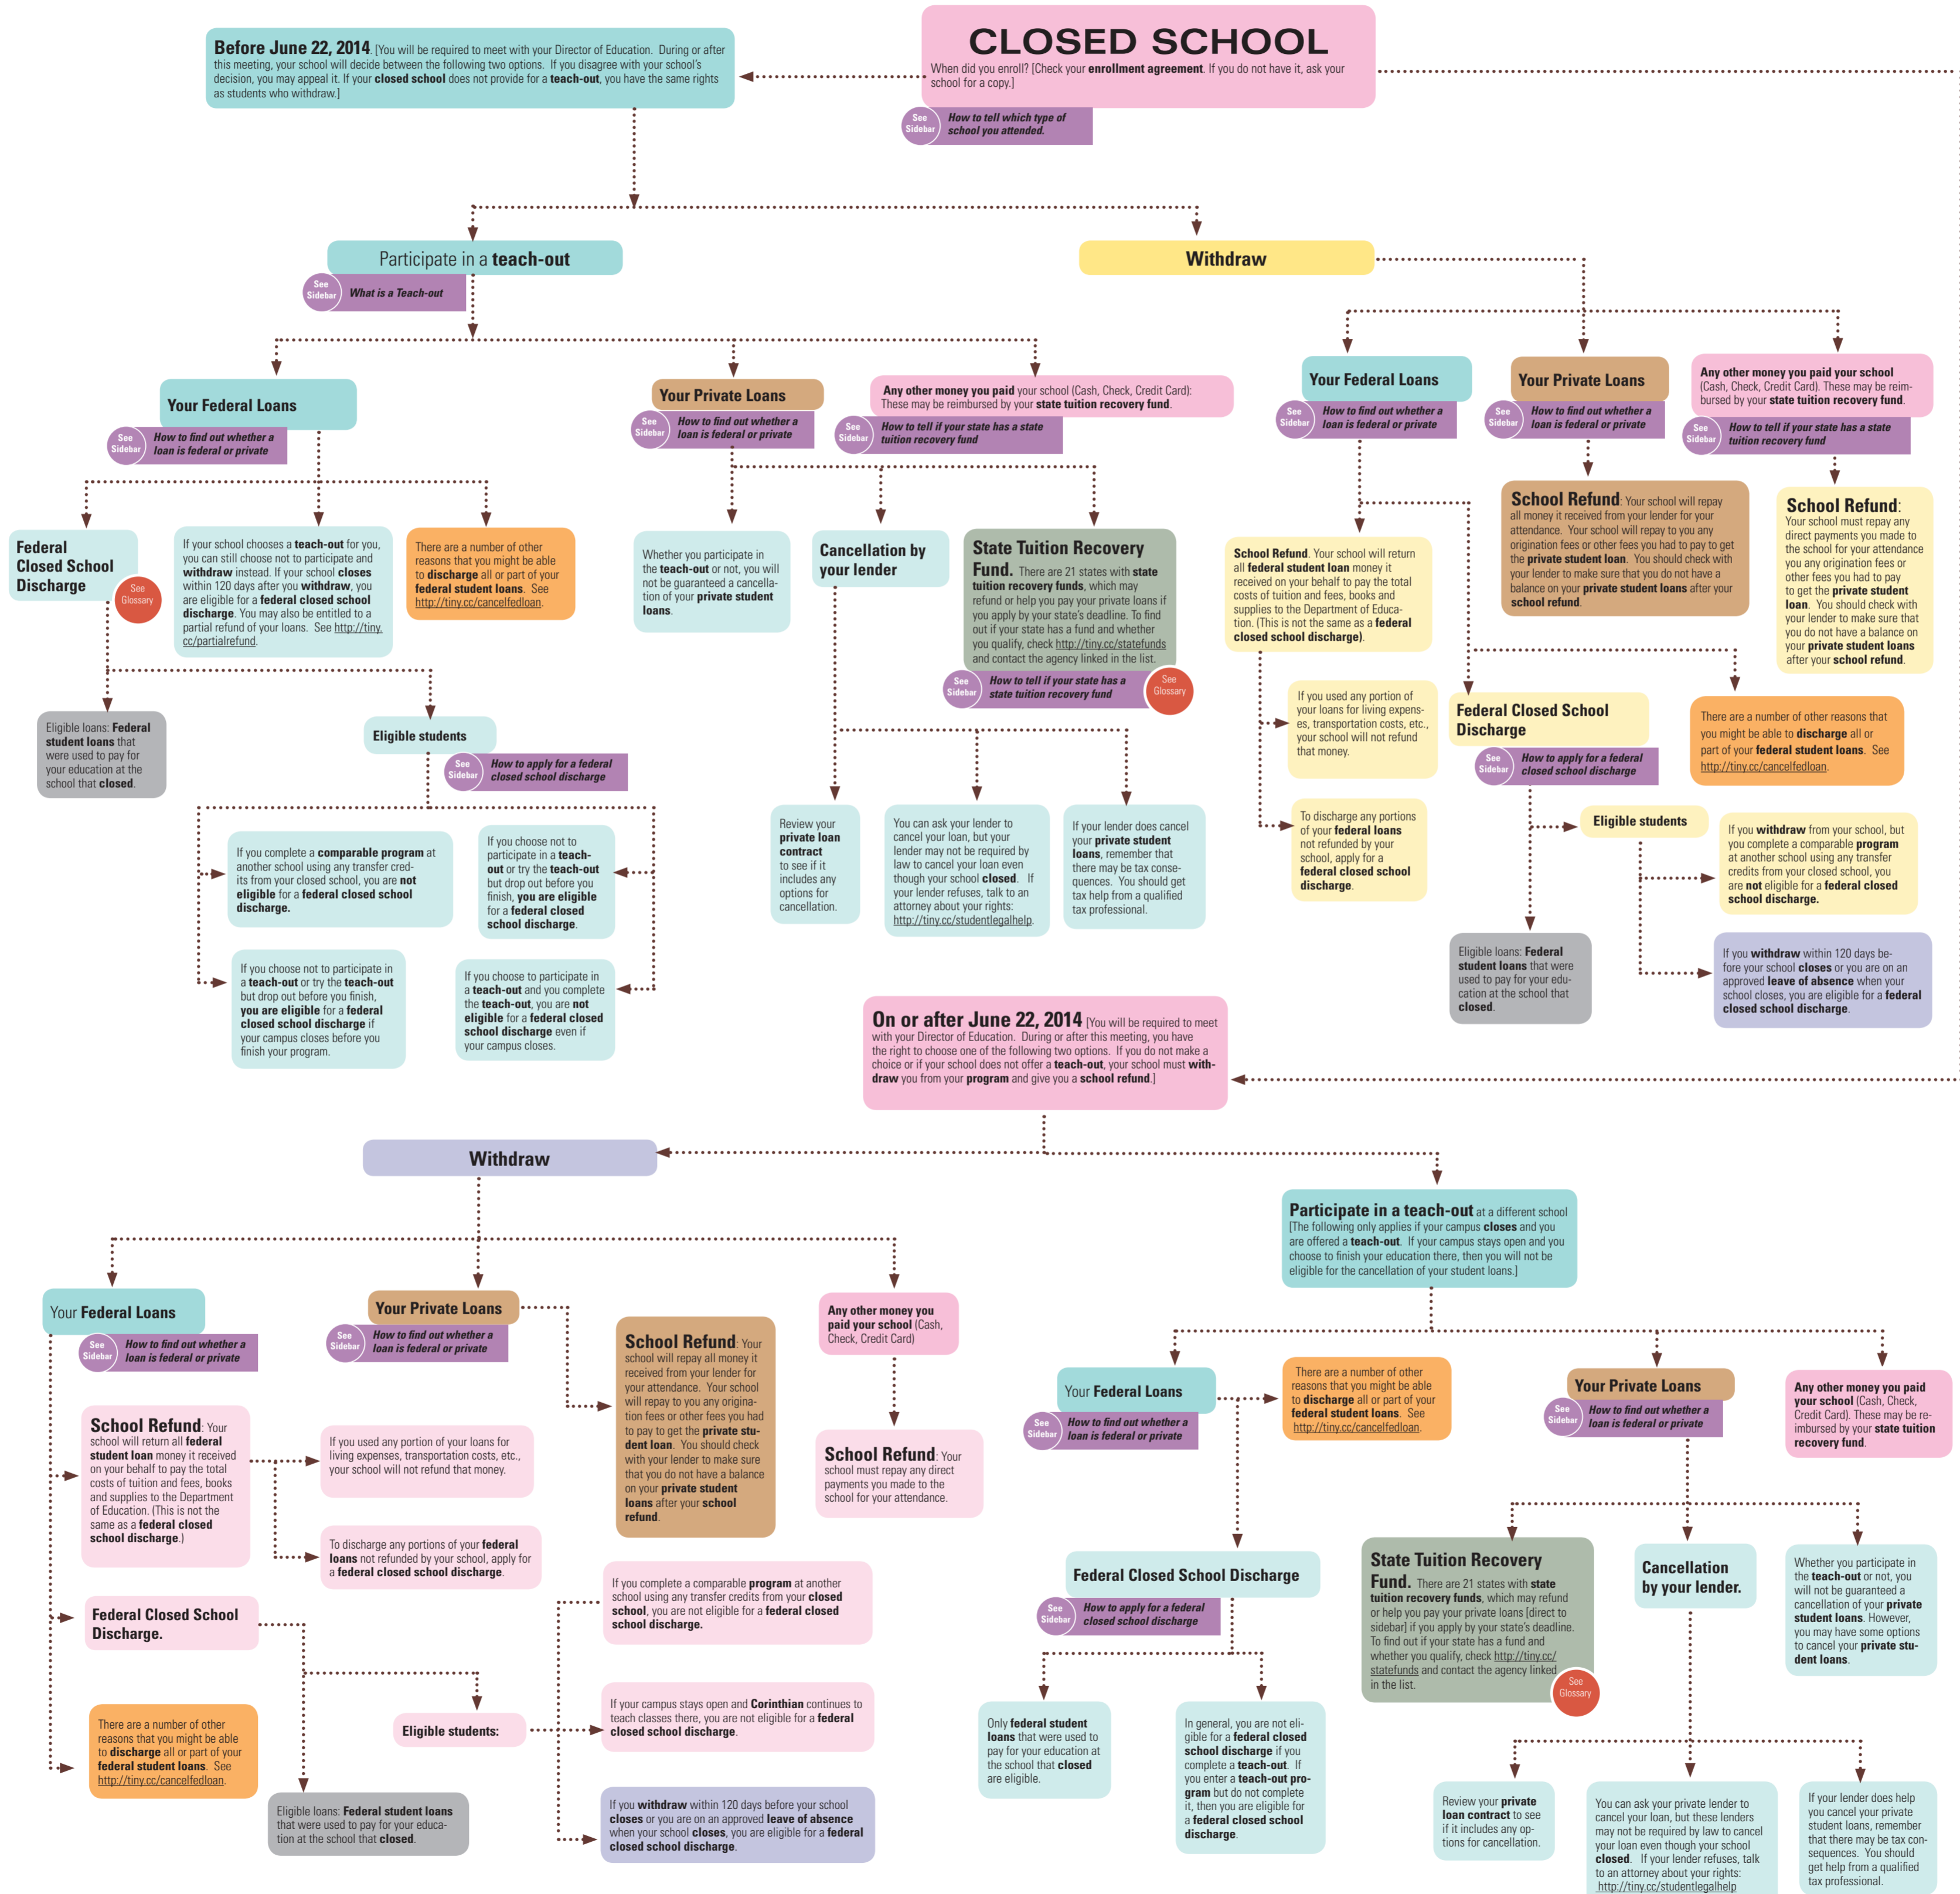 CLOSED SCHOOL
When did you enroll? [Check your enrollment agreement. If you do not have it, ask your
school for a copy.]
See
Sidebar
How to tell which type of
school you attended.
Before June 22, 2014. [You will be required to meet with your Director of Education. During or after
this meeting, your school will decide between the following two options. If you disagree with your school's
decision, you may appeal it. If your closed school does not provide for a teach-out, you have the same rights
as students who withdraw.]
Participate in a teach-out
See
Sidebar
What is a Teach-out
Your Federal Loans
See
Sidebar
How to find out whether a
loan is federal or private
Federal
Closed School
Discharge
See
Glossary
If your school chooses a teach-out for you,
you can still choose not to participate and
withdraw instead. If your school closes
within 120 days after you withdraw, you
are eligible for a federal closed school
discharge. You may also be entitled to a
partial refund of your loans. See http://tiny.
cc/partialrefund.
There are a number of other
reasons that you might be able
to discharge all or part of your
federal student loans. See
http://tiny.cc/cancelfedloan.
Eligible loans: Federal
student loans that
were used to pay for
your education at the
school that closed.
Eligible students
See
Sidebar
How to apply for a federal
closed school discharge
If you complete a comparable program at
another school using any transfer cred-
its from your closed school, you are not
eligible for a federal closed school
discharge.
If you choose not to
participate in a teach-
out or try the teach-out
but drop out before you
finish, you are eligible
for a federal closed
school discharge.
If you choose not to participate in
a teach-out or try the teach-out
but drop out before you finish,
you are eligible for a federal
closed school discharge if
your campus closes before you
finish your program.
If you choose to participate in
a teach-out and you complete
the teach-out, you are not
eligible for a federal closed
school discharge even if
your campus closes.
Your Private Loans
See
Sidebar
How to find out whether a
loan is federal or private
Whether you participate in
the teach-out or not, you will
not be guaranteed a cancella-
tion of your private student
loans.
Cancellation by
your lender
State Tuition Recovery
Fund. There are 21 states with state
tuition recovery funds, which may
refund or help you pay your private loans if
you apply by your state's deadline. To find
out if your state has a fund and whether
you qualify, check http://tiny.cc/statefunds
and contact the agency linked in the list.
See
Sidebar
How to tell if your state has a
state tuition recovery fund
See
Glossary
Review your
private loan
contract
to see if it
includes any
options for
cancellation.
You can ask your lender to
cancel your loan, but your
lender may not be required by
law to cancel your loan even
though your school closed. If
your lender refuses, talk to an
attorney about your rights:
http://tiny.cc/studentlegalhelp.
If your lender does cancel
your private student
loans, remember that
there may be tax conse-
quences. You should get
tax help from a qualified
tax professional.
Any other money you paid your school (Cash, Check, Credit Card):
These may be reimbursed by your state tuition recovery fund.
See
Sidebar
How to tell if your state has a state
tuition recovery fund
Withdraw
Your Federal Loans
See
Sidebar
How to find out whether a
loan is federal or private
School Refund. Your school will return
all federal student loan money it
received on your behalf to pay the total
costs of tuition and fees, books and
supplies to the Department of Educa-
tion. (This is not the same as a federal
closed school discharge).
If you used any portion of
your loans for living expens-
es, transportation costs, etc.,
your school will not refund
that money.
To discharge any portions
of your federal loans
not refunded by your
school, apply for a
federal closed school
discharge.
Federal Closed School
Discharge
See
Sidebar
How to apply for a federal
closed school discharge
Eligible students
If you withdraw from your school, but
you complete a comparable program
at another school using any transfer
credits from your closed school, you
are not eligible for a federal closed
school discharge.
If you withdraw within 120 days be-
fore your school closes or you are on an
approved leave of absence when your
school closes, you are eligible for a federal
closed school discharge.
Eligible loans: Federal
student loans that were
used to pay for your edu-
cation at the school that
closed.
There are a number of other reasons that
you might be able to discharge all or
part of your federal student loans. See
http://tiny.cc/cancelfedloan.
Your Private Loans
See
Sidebar
How to find out whether a
loan is federal or private
School Refund: Your school will repay
all money it received from your lender for your
attendance. Your school will repay to you any
origination fees or other fees you had to pay to get
the private student loan. You should check with
your lender to make sure that you do not have a
balance on your private student loans after your
school refund.
Any other money you paid your school
(Cash, Check, Credit Card). These may be reim-
bursed by your state tuition recovery fund.
See
Sidebar
How to tell if your state has a state
tuition recovery fund
School Refund:
Your school must repay any
direct payments you made to
the school for your attendance
you any origination fees or
other fees you had to pay
to get the private student
loan. You should check with
your lender to make sure that
you do not have a balance on
your private student loans
after your school refund.
On or after June 22, 2014 [You will be required to meet
with your Director of Education. During or after this meeting, you have
the right to choose one of the following two options. If you do not make a
choice or if your school does not offer a teach-out, your school must with-
draw you from your program and give you a school refund.]
Withdraw
Your Federal Loans
See
Sidebar
How to find out whether a
loan is federal or private
School Refund: Your
school will return all federal
student loan money it received
on your behalf to pay the total
costs of tuition and fees, books
and supplies to the Department
of Education. (This is not the
same as a federal closed
school discharge.)
If you used any portion of your loans for
living expenses, transportation costs, etc.,
your school will not refund that money.
To discharge any portions of your federal
loans not refunded by your school, apply for
a federal closed school discharge.
Federal Closed School
Discharge.
There are a number of other
reasons that you might be able
to discharge all or part of your
federal student loans. See
http://tiny.cc/cancelfedloan.
Eligible loans: Federal student loans
that were used to pay for your educa-
tion at the school that closed.
Eligible students:
If you complete a comparable program at another
school using any transfer credits from your closed
school, you are not eligible for a federal closed
school discharge.
If your campus stays open and Corinthian continues to
teach classes there, you are not eligible for a federal
closed school discharge.
If you withdraw within 120 days before your school
closes or you are on an approved leave of absence
when your school closes, you are eligible for a federal
closed school discharge.
Your Private Loans
See
Sidebar
How to find out whether a
loan is federal or private
School Refund: Your
school will repay all money it
received from your lender for
your attendance. Your school
will repay to you any origina-
tion fees or other fees you had
to pay to get the private stu-
dent loan. You should check
with your lender to make sure
that you do not have a balance
on your private student
loans after your school
refund.
Any other money you
paid your school (Cash,
Check, Credit Card)
School Refund: Your
school must repay any direct
payments you made to the
school for your attendance.
Participate in a teach-out at a different school
[The following only applies if your campus closes and you
are offered a teach-out. If your campus stays open and you
choose to finish your education there, then you will not be
eligible for the cancellation of your student loans.]
Your Federal Loans
See
Sidebar
How to find out whether a
loan is federal or private
There are a number of other
reasons that you might be able
to discharge all or part of your
federal student loans. See
http://tiny.cc/cancelfedloan.
Federal Closed School Discharge
See
Sidebar
How to apply for a federal
closed school discharge
Only federal student
loans that were used to
pay for your education at
the school that closed
are eligible.
In general, you are not eli-
gible for a federal closed
school discharge if you
complete a teach-out. If
you enter a teach-out pro-
gram but do not complete
it, then you are eligible for
a federal closed school
discharge.
Your Private Loans
See
Sidebar
How to find out whether a
loan is federal or private
State Tuition Recovery
Fund. There are 21 states with state
tuition recovery funds, which may refund
or help you pay your private loans [direct to
sidebar] if you apply by your state's deadline.
To find out if your state has a fund and
whether you qualify, check http://tiny.cc/
statefunds and contact the agency linked
in the list.
See
Glossary
Cancellation
by your lender.
Whether you participate in
the teach-out or not, you
will not be guaranteed a
cancellation of your private
student loans. However,
you may have some options
to cancel your private stu-
dent loans.
Review your private
loan contract to see
if it includes any op-
tions for cancellation.
You can ask your private lender to
cancel your loan, but these lenders
may not be required by law to cancel
your loan even though your school
closed. If your lender refuses, talk
to an attorney about your rights:
http://tiny.cc/studentlegalhelp
If your lender does help
you cancel your private
student loans, remember
that there may be tax con-
sequences. You should
get help from a qualified
tax professional.
Any other money you paid
your school (Cash, Check,
Credit Card). These may be re-
imbursed by your state tuition
recovery fund.